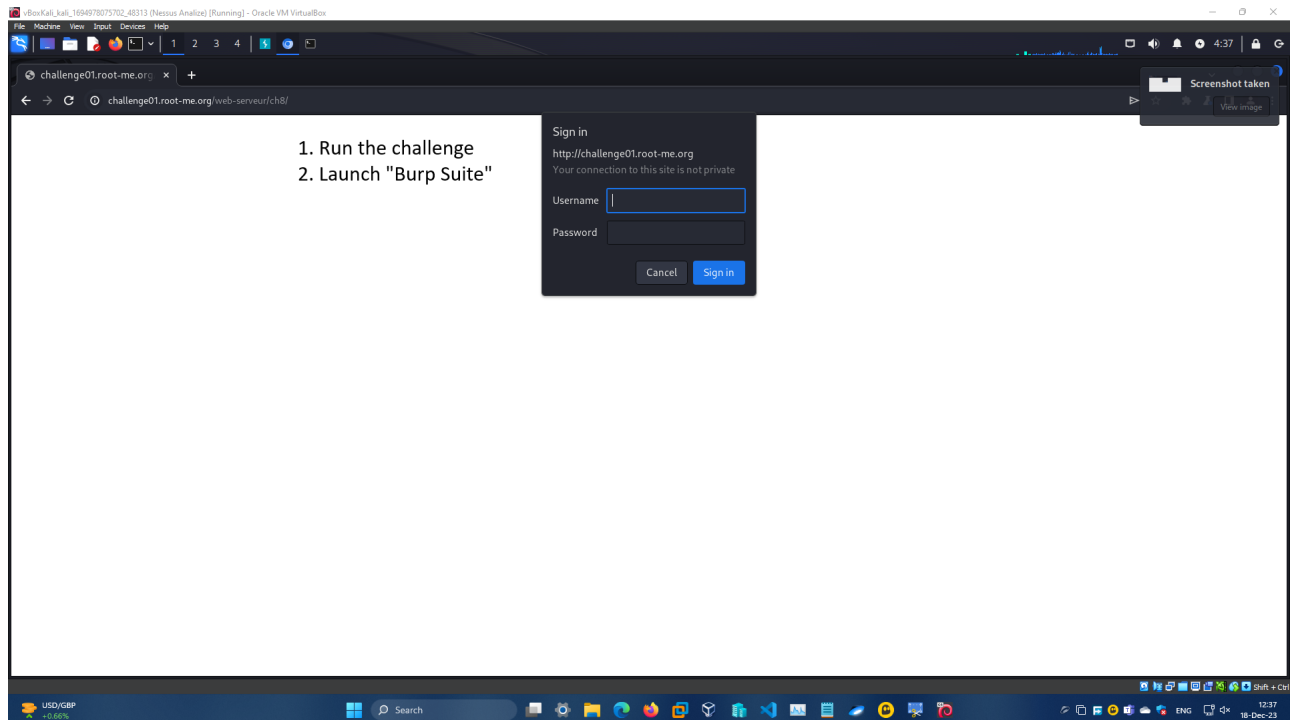 vBoxKali_kali_1694978075702_48313 (Nessus Analize) [Running] - Oracle VM VirtualBox
File Machine View Input Devices Help
1 2 3 4
4:37
challenge01.root-me.org
Screenshot taken
challenge01.root-me.org/web-serveur/ch8/
View image
1. Run the challenge
2. Launch "Burp Suite"
Sign in
http://challenge01.root-me.org
Your connection to this site is not private
Username
Password
Cancel Sign in
Shift + Ctrl
USD/GBP
+0.66%
Search
ENG
12:37
18-Dec-23